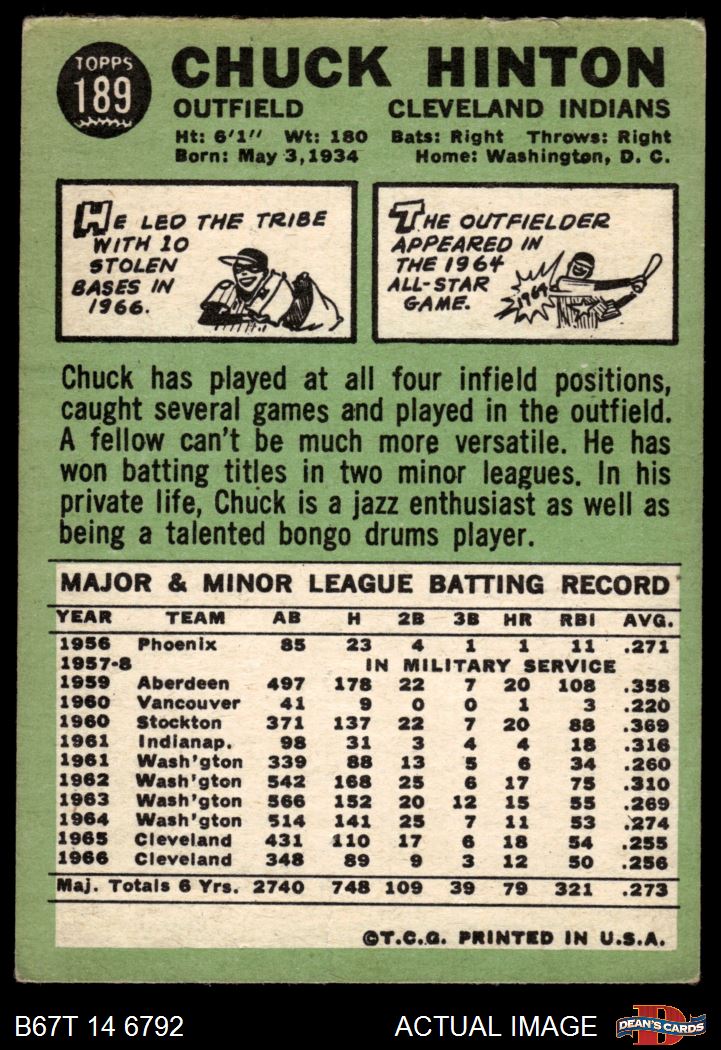 TOPPS
189
CHUCK HINTON
OUTFIELD CLEVELAND INDIANS
Ht: 6'1" Wt: 180 Bats: Right Throws: Right
Born: May 3, 1934 Home: Washington, D. C.
HE LED THE TRIBE
WITH 10
STOLEN
BASES IN
1966.
THE OUTFIELDER
APPEARED IN
THE 1964
ALL-STAR
GAME.
1964
Chuck has played at all four infield positions,
caught several games and played in the outfield.
A fellow can't be much more versatile. He has
won batting titles in two minor leagues. In his
private life, Chuck is a jazz enthusiast as well as
being a talented bongo drums player.
MAJOR & MINOR LEAGUE BATTING RECORD
YEAR TEAM AB H 2B 3B HR RBI AVG.
1956 Phoenix 85 23 4 1 1 11 .271
1957-8 IN MILITARY SERVICE
1959 Aberdeen 497 178 22 7 20 108 .358
1960 Vancouver 41 9 0 0 1 3 .220
1960 Stockton 371 137 22 7 20 88 .369
1961 Indianap. 98 31 3 4 4 18 .316
1961 Wash'gton 339 88 13 5 6 34 .260
1962 Wash'gton 542 168 25 6 17 75 .310
1963 Wash'gton 566 152 20 12 15 55 .269
1964 Wash'gton 514 141 25 7 11 53 .274
1965 Cleveland 431 110 17 6 18 54 .255
1966 Cleveland 348 89 9 3 12 50 .256
Maj. Totals 6 Yrs. 2740 748 109 39 79 321 .273
©T.C.G. PRINTED IN U.S.A.
B67T 14 6792 ACTUAL IMAGE
D
DEAN'S CARDS